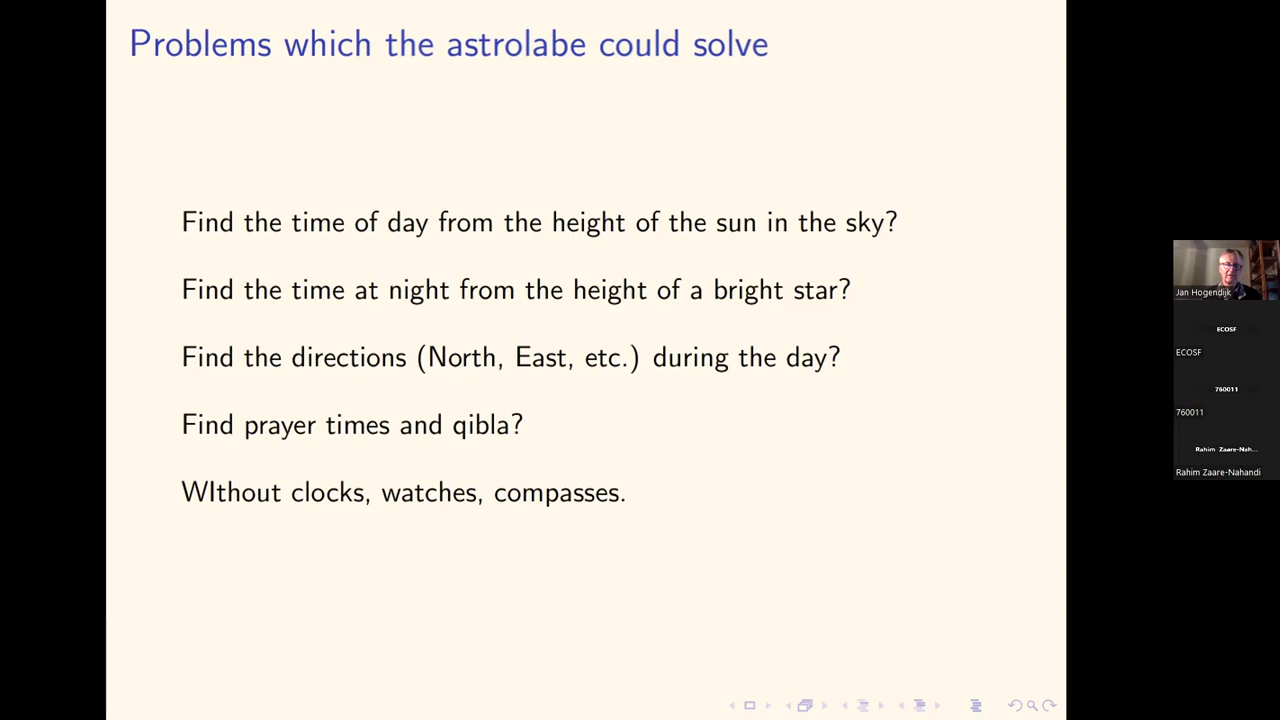 Problems which the astrolabe could solve
Find the time of day from the height of the sun in the sky?
Find the time at night from the height of a bright star?
Find the directions (North, East, etc.) during the day?
Find prayer times and qibla?
WIthout clocks, watches, compasses.
Jan Hogendijk
ECOSF
ECOSF
760011
760011
Rahim Zaare-Nah...
Rahim Zaare-Nahandi